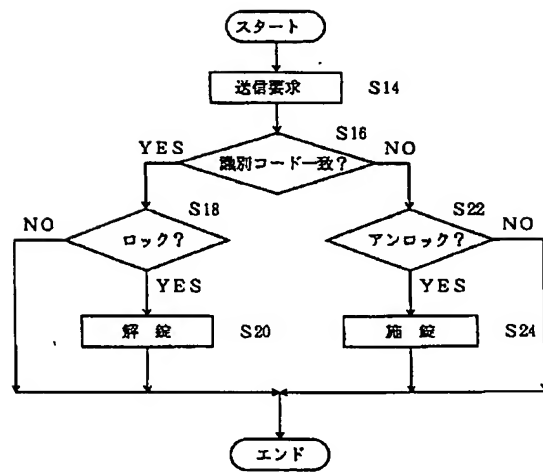 スタート
送信要求 S14
S16
YES 識別コード一致? NO
S18 S22
NO ロック? アンロック? NO
YES YES
解 錠 S20 施 錠 S24
エンド